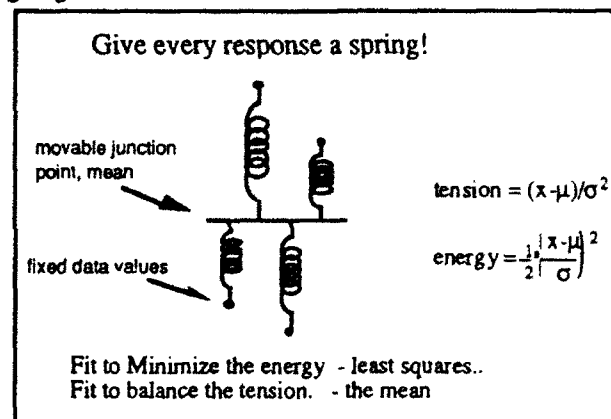 Give every response a spring!
movable junction
point, mean
tension = (x-μ)/σ²
fixed data values
energy = 1/2 (x-μ / σ)²
Fit to Minimize the energy - least squares..
Fit to balance the tension. - the mean